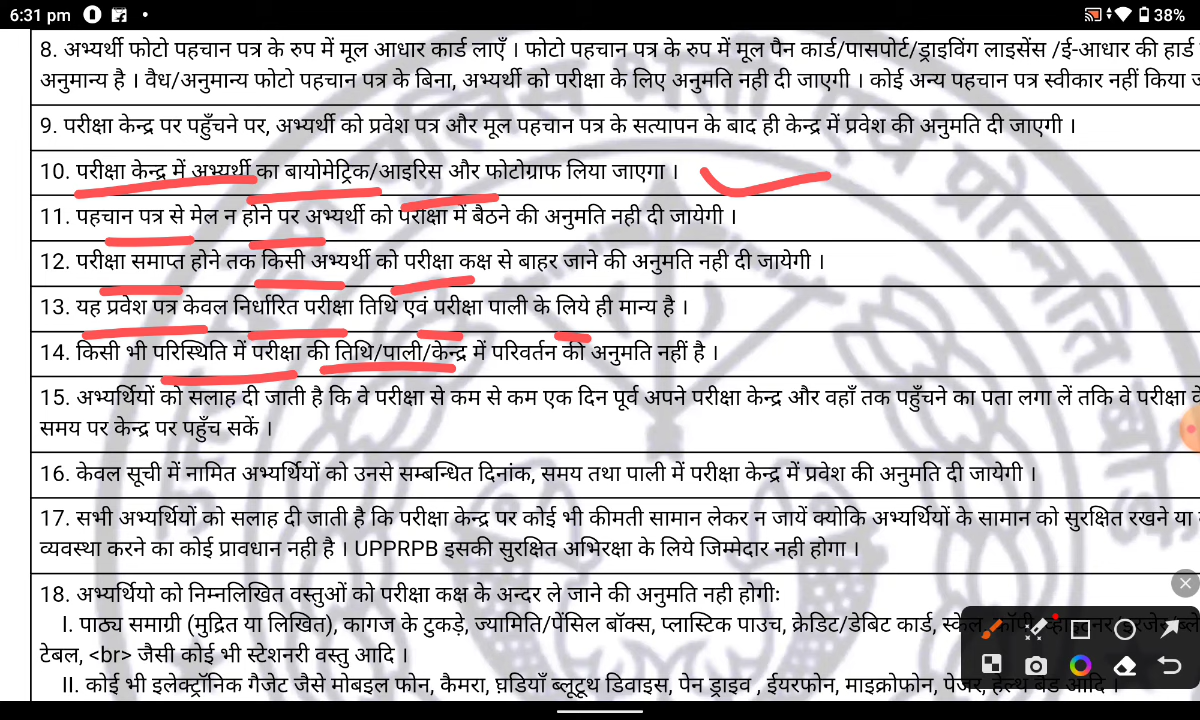 6:31 pm
38%
8. अभ्यर्थी फोटो पहचान पत्र के रुप में मूल आधार कार्ड लाएँ । फोटो पहचान पत्र के रुप में मूल पैन कार्ड/पासपोर्ट/ड्राइविंग लाइसेंस /ई-आधार की हार्ड
अनुमान्य है । वैध/अनुमान्य फोटो पहचान पत्र के बिना, अभ्यर्थी को परीक्षा के लिए अनुमति नही दी जाएगी । कोई अन्य पहचान पत्र स्वीकार नहीं किया
9. परीक्षा केन्द्र पर पहुँचने पर, अभ्यर्थी को प्रवेश पत्र और मूल पहचान पत्र के सत्यापन के बाद ही केन्द्र में प्रवेश की अनुमति दी जाएगी ।
10. परीक्षा केन्द्र में अभ्यर्थी का बायोमेट्रिक/आइरिस और फोटोग्राफ लिया जाएगा ।
11. पहचान पत्र से मेल न होने पर अभ्यर्थी को परीक्षा में बैठने की अनुमति नही दी जायेगी ।
12. परीक्षा समाप्त होने तक किसी अभ्यर्थी को परीक्षा कक्ष से बाहर जाने की अनुमति नही दी जायेगी ।
13. यह प्रवेश पत्र केवल निर्धारित परीक्षा तिथि एवं परीक्षा पाली के लिये ही मान्य है ।
14. किसी भी परिस्थिति में परीक्षा की तिथि/पाली/केन्द्र में परिवर्तन की अनुमति नहीं है ।
15. अभ्यर्थियों को सलाह दी जाती है कि वे परीक्षा से कम से कम एक दिन पूर्व अपने परीक्षा केन्द्र और वहाँ तक पहुँचने का पता लगा लें तकि वे परीक्षा के
समय पर केन्द्र पर पहुँच सकें ।
16. केवल सूची में नामित अभ्यर्थियों को उनसे सम्बन्धित दिनांक, समय तथा पाली में परीक्षा केन्द्र में प्रवेश की अनुमति दी जायेगी ।
17. सभी अभ्यर्थियों को सलाह दी जाती है कि परीक्षा केन्द्र पर कोई भी कीमती सामान लेकर न जायें क्योकि अभ्यर्थियों के सामान को सुरक्षित रखने या
व्यवस्था करने का कोई प्रावधान नही है । UPPRPB इसकी सुरक्षित अभिरक्षा के लिये जिम्मेदार नही होगा ।
18. अभ्यर्थियो को निम्नलिखित वस्तुओं को परीक्षा कक्ष के अन्दर ले जाने की अनुमति नही होगीः
I. पाठ्य समाग्री (मुद्रित या लिखित), कागज के टुकड़े, ज्यामिति/पेंसिल बॉक्स, प्लास्टिक पाउच, क्रेडिट/डेबिट कार्ड, स्केल,
टेबल, <br> जैसी कोई भी स्टेशनरी वस्तु आदि ।
II. कोई भी इलेक्ट्रॉनिक गैजेट जैसे मोबइल फोन, कैमरा, घ़डियाँ ब्लूटूथ डिवाइस, पेन ड्राइव , ईयरफोन, माइक्रोफोन, पेजर, हेल्थ बैंड आदि ।